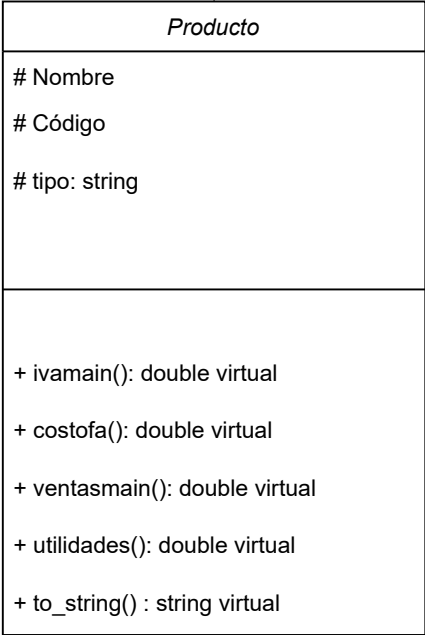 Producto
# Nombre
# Código
# tipo: string
+ ivamain(): double virtual
+ costofa(): double virtual
+ ventasmain(): double virtual
+ utilidades(): double virtual
+ to_string() : string virtual